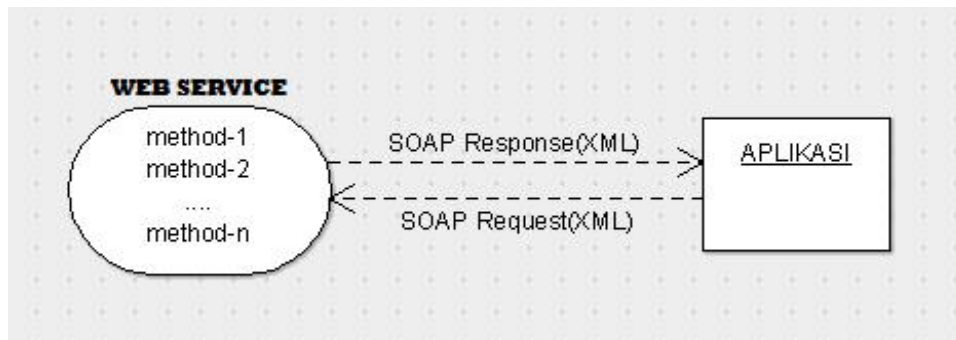 WEB SERVICE
method-1
method-2
....
method-n
SOAP Response(XML)
SOAP Request(XML)
APLIKASI